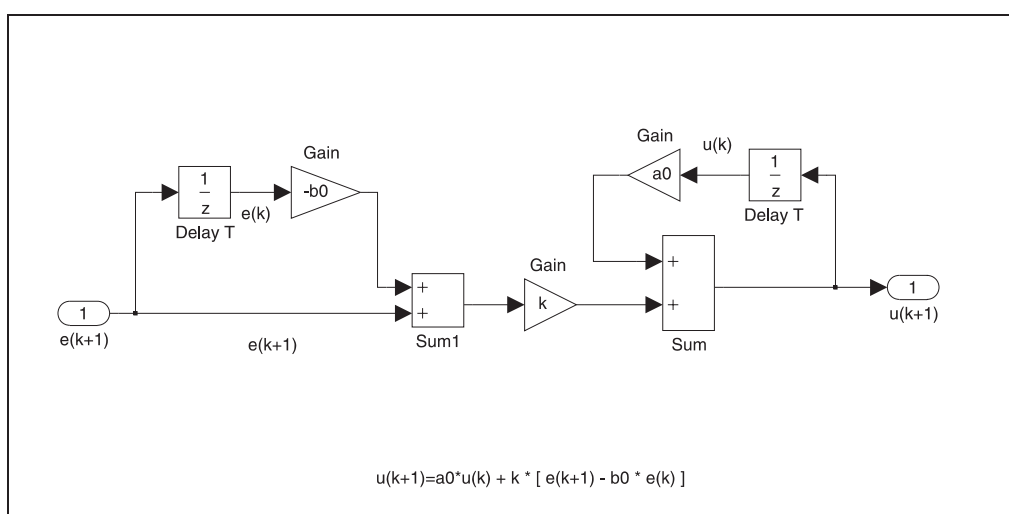 Gain
1
z
e(k)
Delay T
-b0
Gain
a0
u(k)
1
z
Delay T
1
e(k+1)
e(k+1)
+
+
Sum1
Gain
k
+
+
Sum
1
u(k+1)
u(k+1)=a0*u(k) + k * [ e(k+1) - b0 * e(k) ]